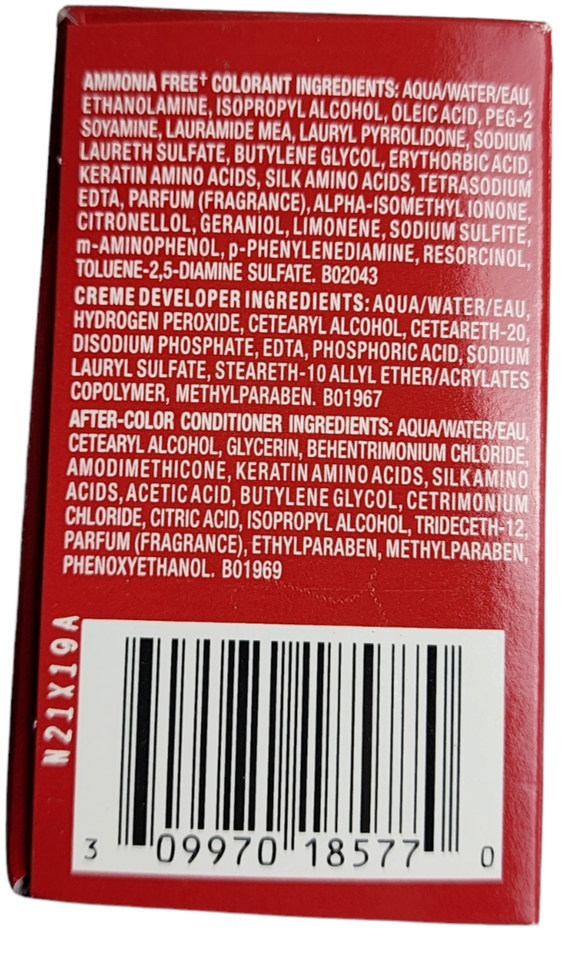 AMMONIA FREE† COLORANT INGREDIENTS: AQUA/WATER/EAU,
ETHANOLAMINE, ISOPROPYL ALCOHOL, OLEIC ACID, PEG-2
SOYAMINE, LAURAMIDE MEA, LAURYL PYRROLIDONE, SODIUM
LAURETH SULFATE, BUTYLENE GLYCOL, ERYTHORBIC ACID,
KERATIN AMINO ACIDS, SILK AMINO ACIDS, TETRASODIUM
EDTA, PARFUM (FRAGRANCE), ALPHA-ISOMETHYL IONONE,
CITRONELLOL, GERANIOL, LIMONENE, SODIUM SULFITE,
m-AMINOPHENOL, p-PHENYLENEDIAMINE, RESORCINOL,
TOLUENE-2,5-DIAMINE SULFATE. B02043
CREME DEVELOPER INGREDIENTS: AQUA/WATER/EAU,
HYDROGEN PEROXIDE, CETEARYL ALCOHOL, CETEARETH-20,
DISODIUM PHOSPHATE, EDTA, PHOSPHORIC ACID, SODIUM
LAURYL SULFATE, STEARETH-10 ALLYL ETHER/ACRYLATES
COPOLYMER, METHYLPARABEN. B01967
AFTER-COLOR CONDITIONER INGREDIENTS: AQUA/WATER/EAU,
CETEARYL ALCOHOL, GLYCERIN, BEHENTRIMONIUM CHLORIDE,
AMODIMETHICONE, KERATIN AMINO ACIDS, SILK AMINO
ACIDS, ACETIC ACID, BUTYLENE GLYCOL, CETRIMONIUM
CHLORIDE, CITRIC ACID, ISOPROPYL ALCOHOL, TRIDECETH-12,
PARFUM (FRAGRANCE), ETHYLPARABEN, METHYLPARABEN,
PHENOXYETHANOL. B01969
N21X19A
3 09970 18577 0